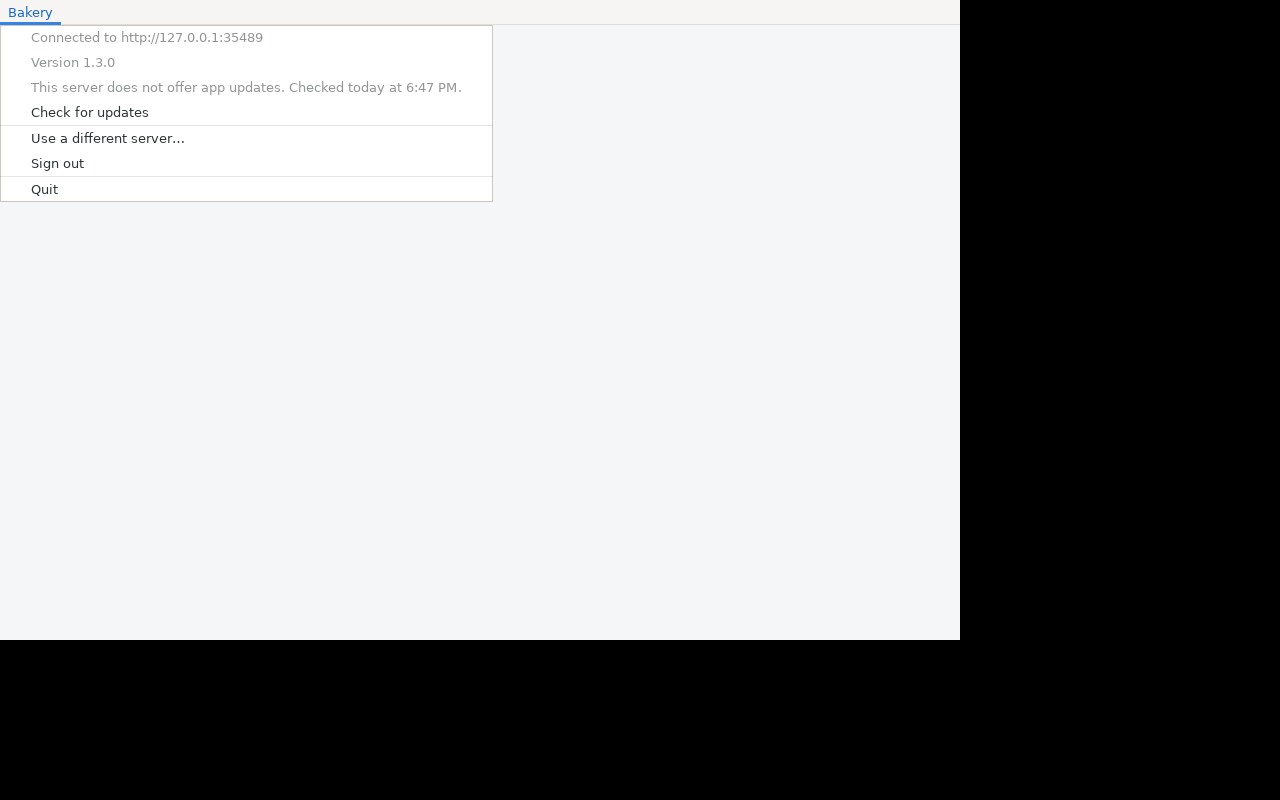 Bakery
Connected to http://127.0.0.1:35489
Version 1.3.0
This server does not offer app updates. Checked today at 6:47 PM.
Check for updates
Use a different server...
Sign out
Quit